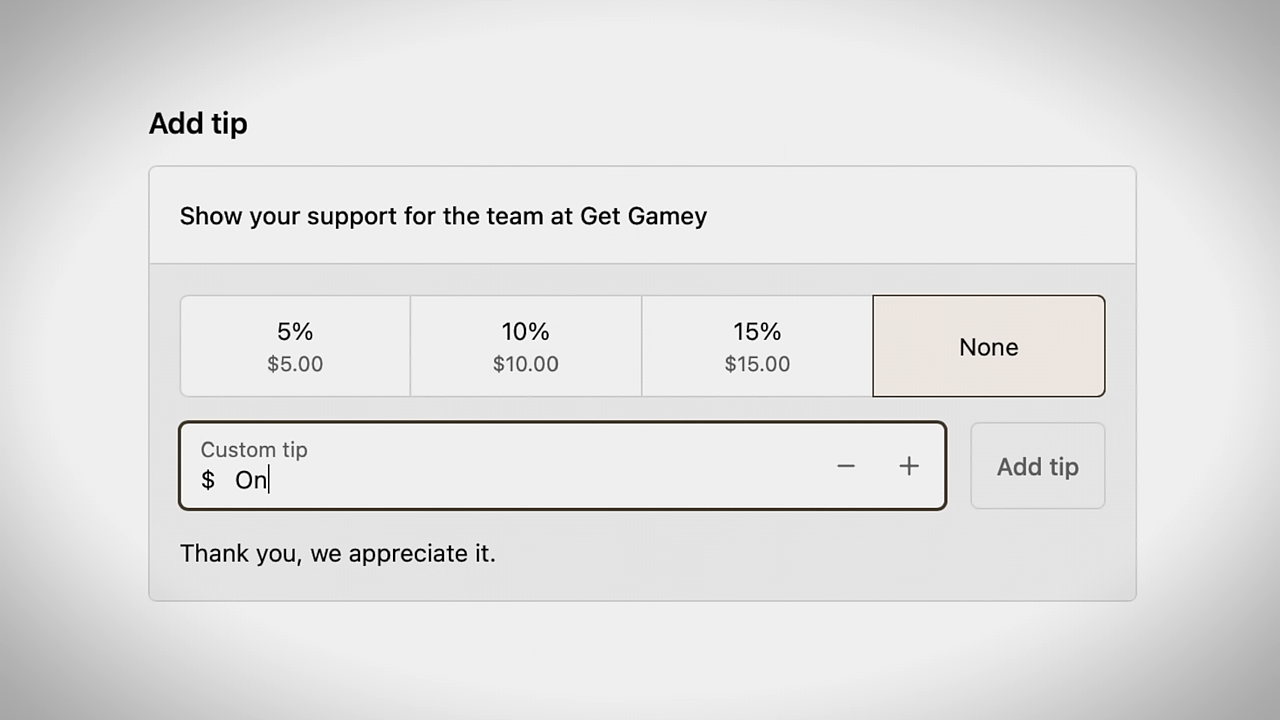 Add tip
Show your support for the team at Get Gamey
5%
$5.00
10%
$10.00
15%
$15.00
None
Custom tip
$ On
Add tip
Thank you, we appreciate it.